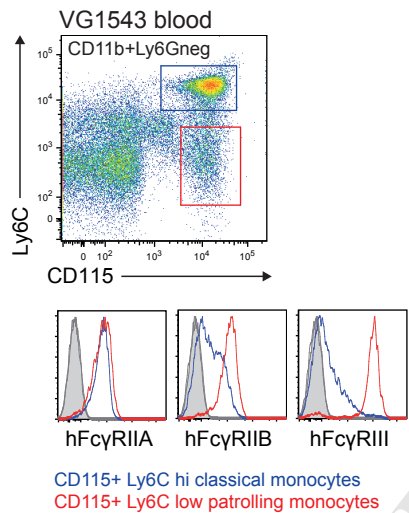 VG1543 blood
CD11b+Ly6Gneg
10⁵
10⁴
10³
10²
0
Ly6C
0 10² 10³ 10⁴ 10⁵
CD115
hFcγRIIA hFcγRIIB hFcγRIII
CD115+ Ly6C hi classical monocytes
CD115+ Ly6C low patrolling monocytes